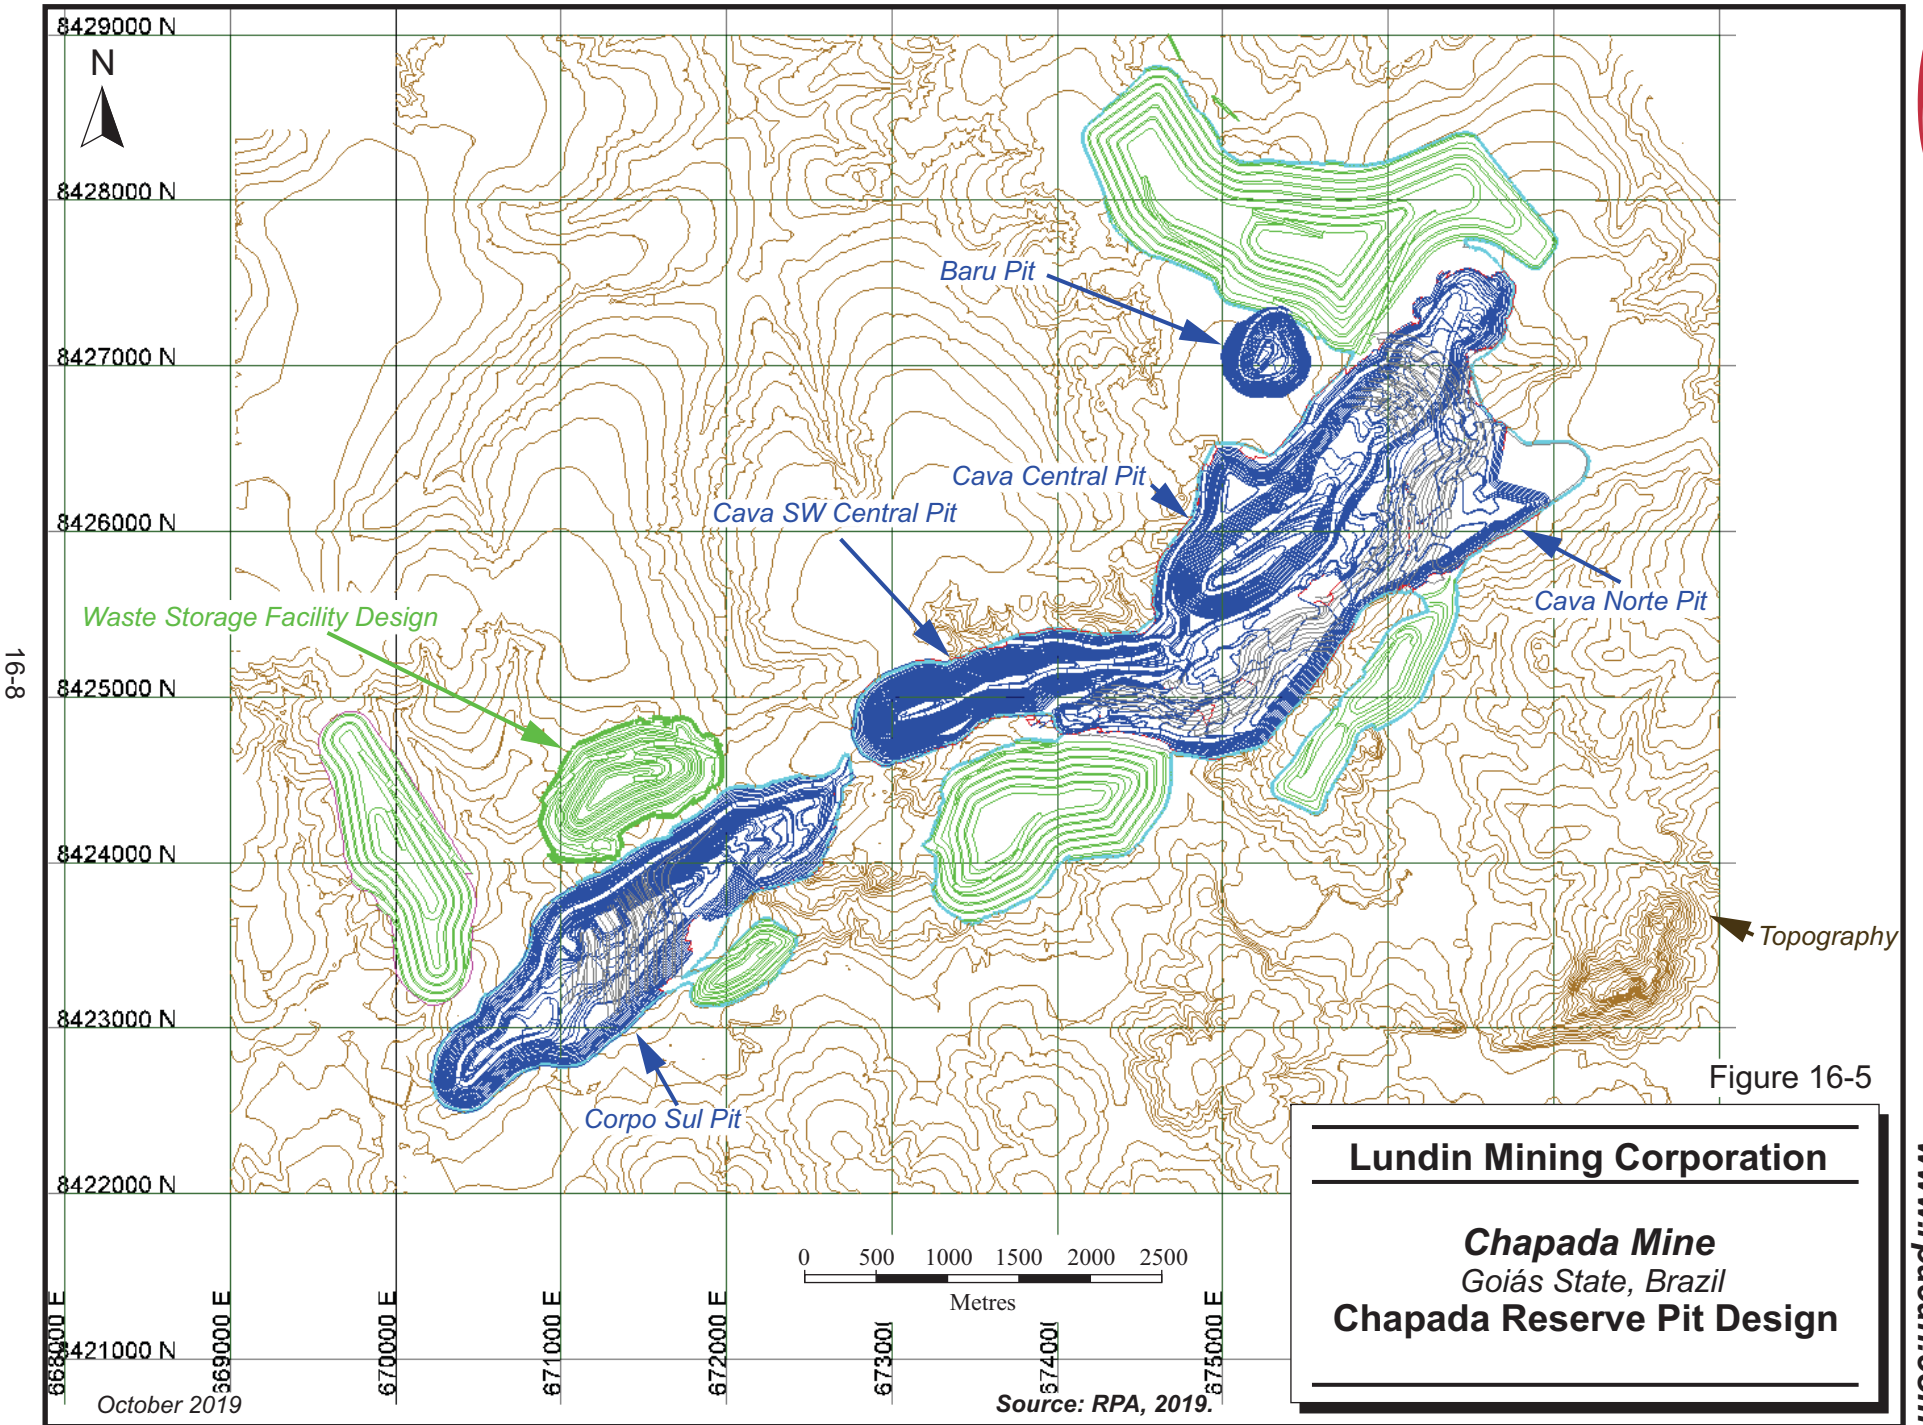 8429000 N
N
8428000 N
Baru Pit
8427000 N
Cava Central Pit
Cava SW Central Pit
8426000 N
Cava Norte Pit
Waste Storage Facility Design
16-8
8425000 N
8424000 N
Topography
8423000 N
Figure 16-5
Corpo Sul Pit
8422000 N
Lundin Mining Corporation
Chapada Mine
Goiás State, Brazil
Chapada Reserve Pit Design
0 500 1000 1500 2000 2500
Metres
8421000 N
668000 E
669000 E
670000 E
671000 E
672000 E
67300
67400
675000 E
October 2019
Source: RPA, 2019.